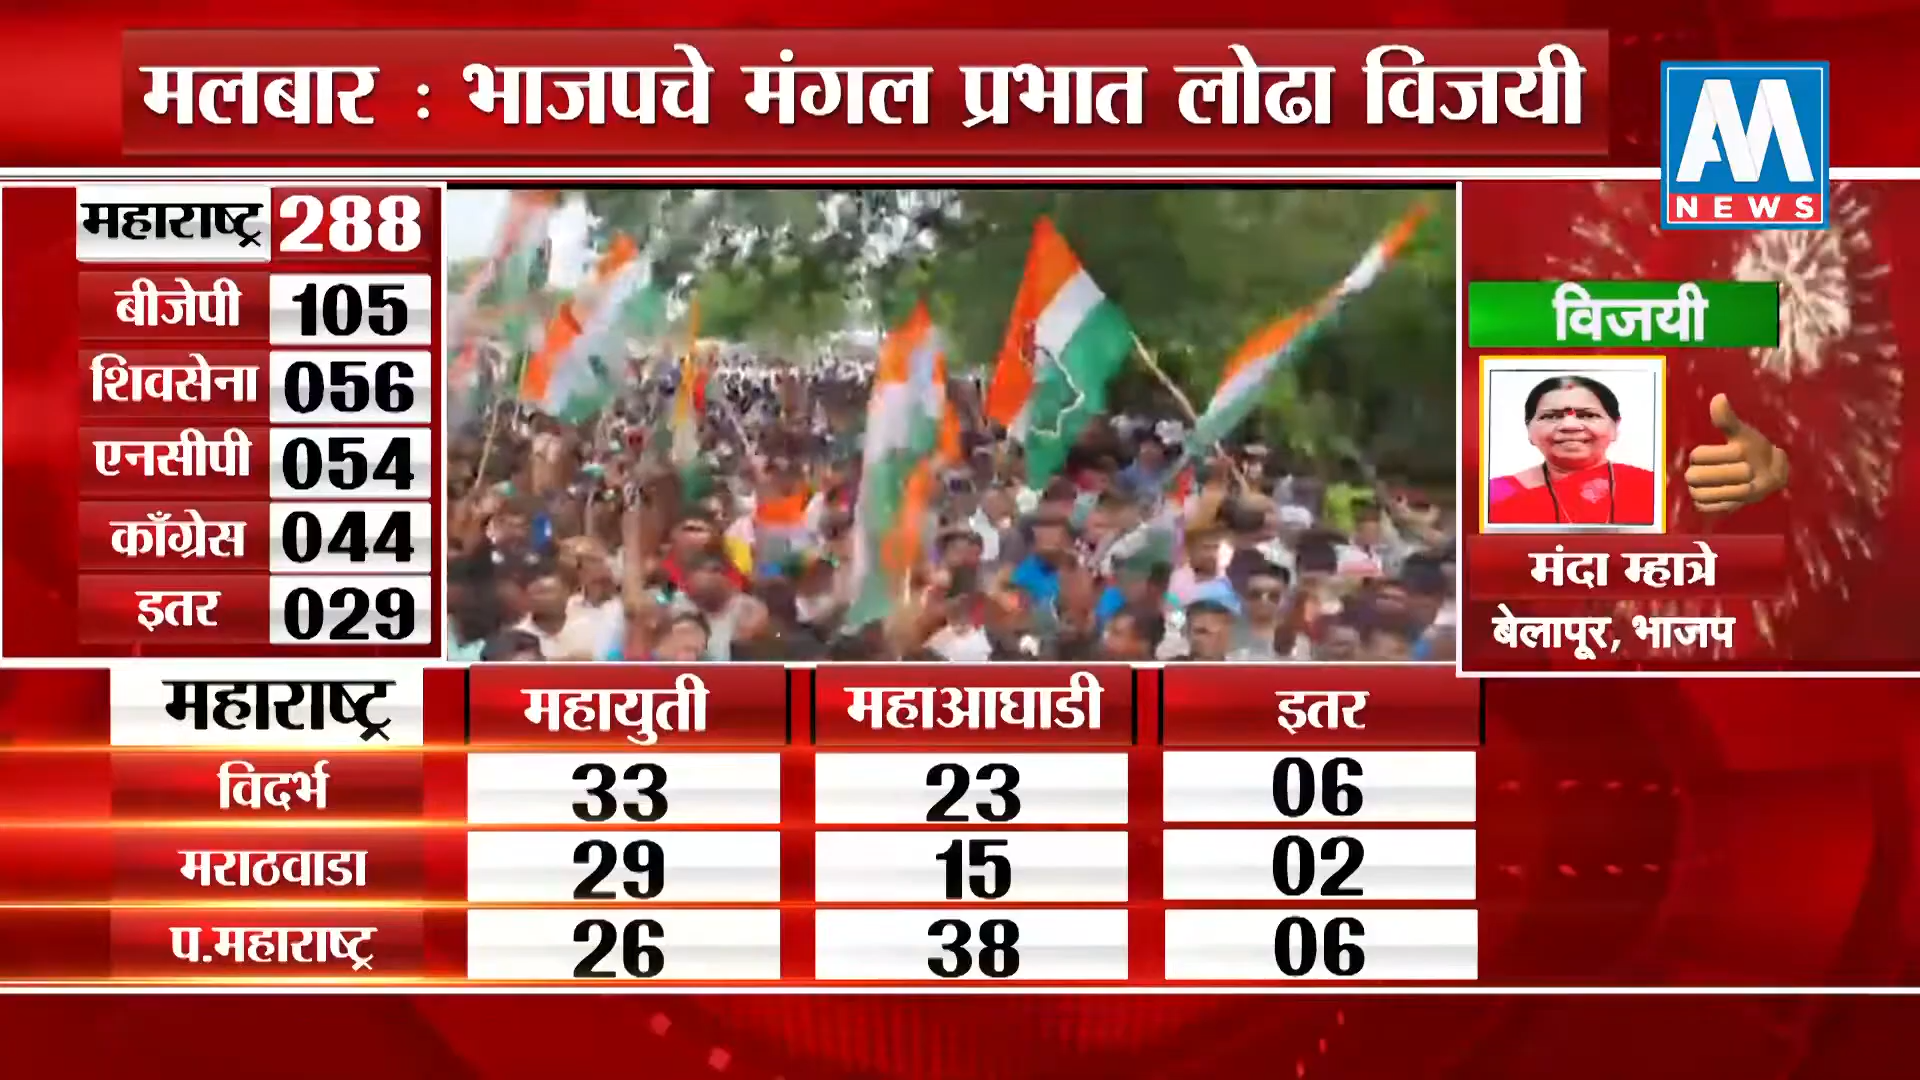 मलबार : भाजपचे मंगल प्रभात लोढा विजयी
AM
NEWS
महाराष्ट्र 288
बीजेपी 105
शिवसेना 056
एनसीपी 054
काँग्रेस 044
इतर 029
विजयी
मंदा म्हात्रे
बेलापूर, भाजप
महाराष्ट्र महायुती महाआघाडी इतर
विदर्भ 33 23 06
मराठवाडा 29 15 02
प.महाराष्ट्र 26 38 06